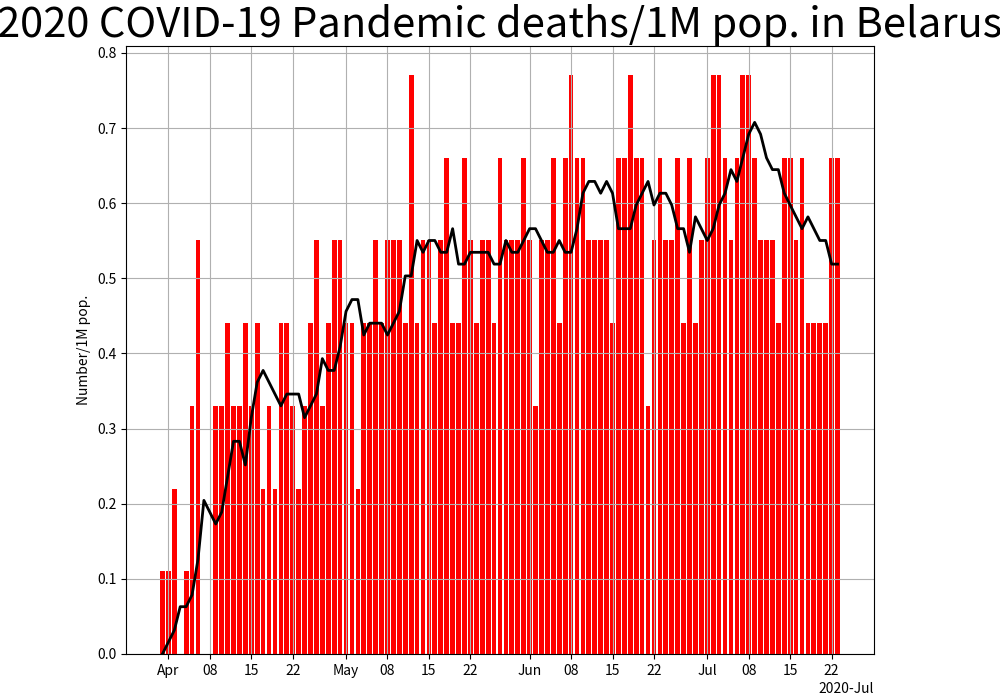 2020 COVID-19 Pandemic deaths/1M pop. in Belarus
0.8
0.7
0.6
0.5
0.4
0.3
0.2
0.1
0.0
Number/1M pop.
Apr 08 15 22 May 08 15 22 Jun 08 15 22 Jul 08 15 22
2020-Jul